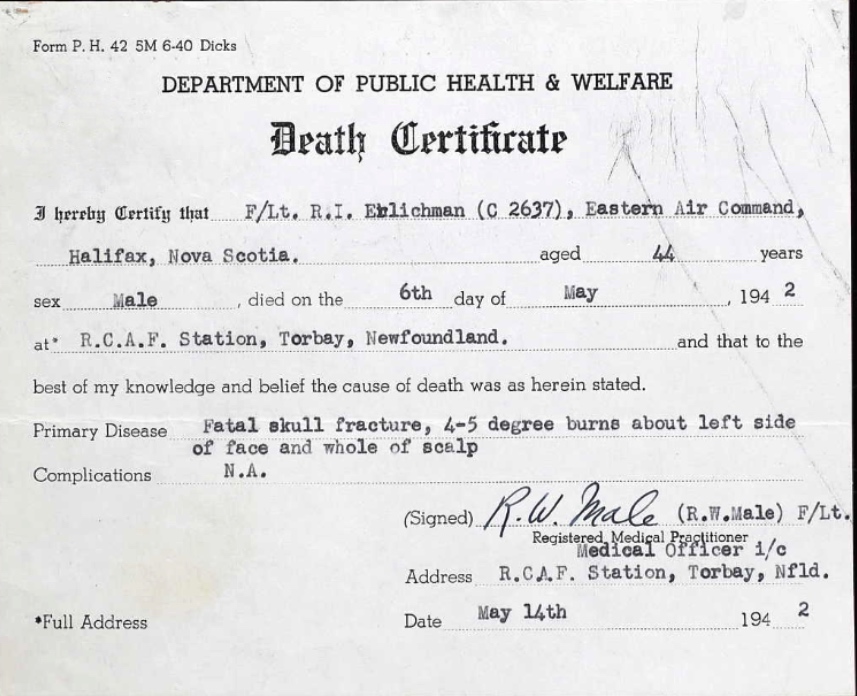 Form P. H. 42 5M 6-40 Dicks
DEPARTMENT OF PUBLIC HEALTH & WELFARE
Death Certificate
I hereby Certify that F/Lt. R.I. Ehlichman (C 2637), Eastern Air Command,
Halifax, Nova Scotia. aged 44 years
sex Male, died on the 6th day of May, 194 2
at* R.C.A.F. Station, Torbay, Newfoundland. and that to the
best of my knowledge and belief the cause of death was as herein stated.
Primary Disease Fatal skull fracture, 4-5 degree burns about left side
of face and whole of scalp
Complications N.A.
(Signed) R.W. Male (R.W.Male) F/Lt.
Registered Medical Practitioner
Medical Officer i/c
Address R.C.A.F. Station, Torbay, Nfld.
*Full Address Date May 14th 194 2